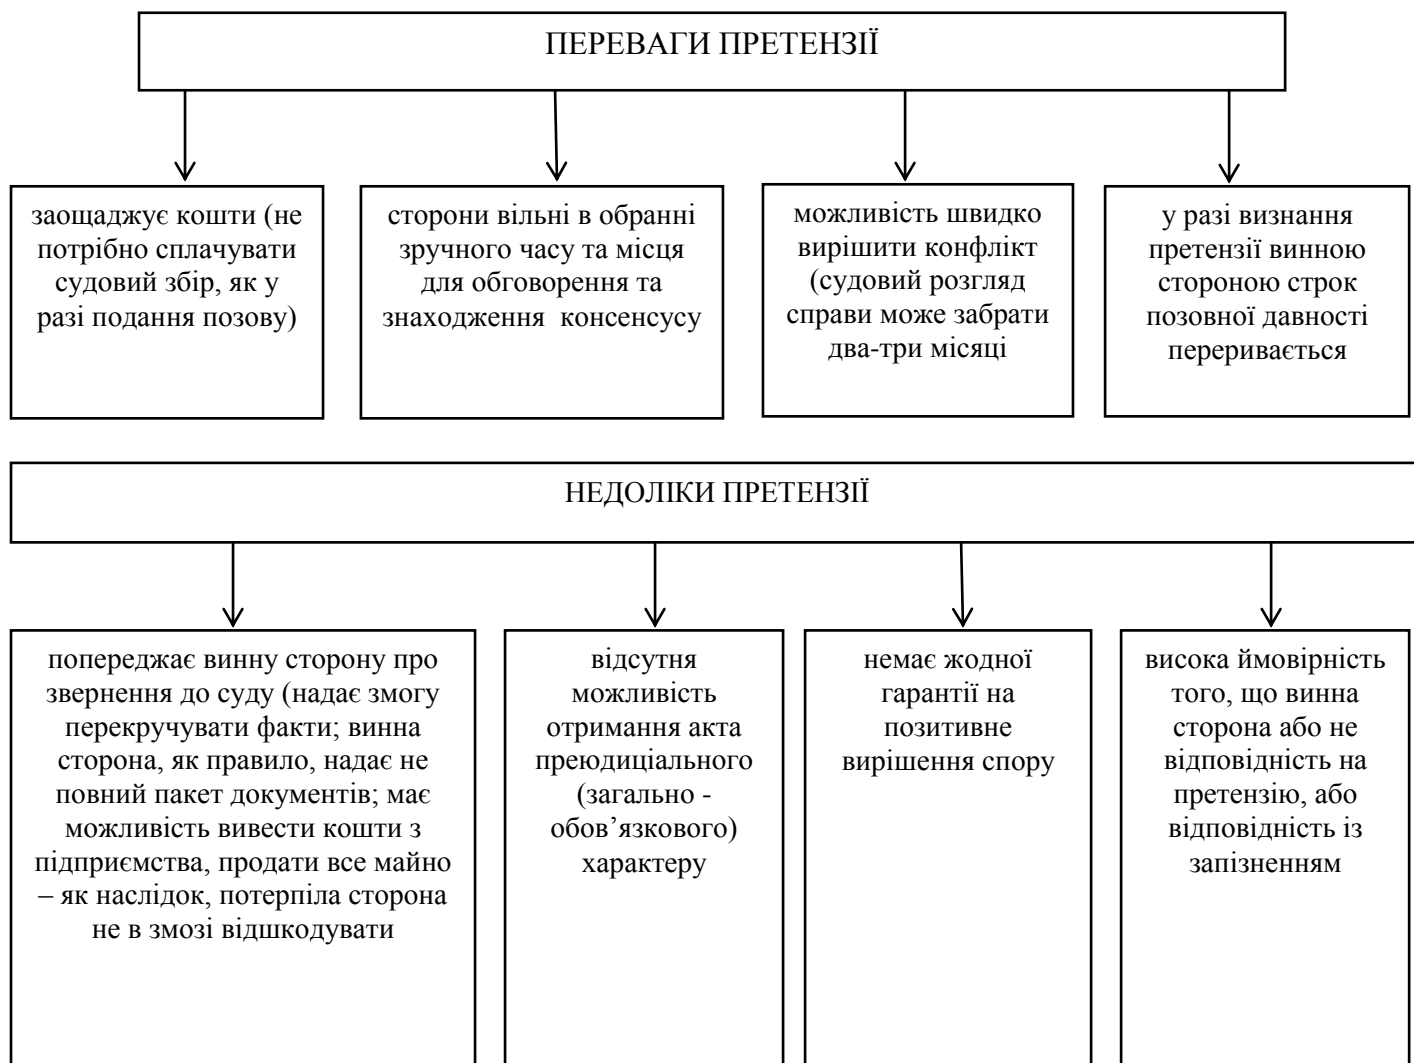 ПЕРЕВАГИ ПРЕТЕНЗІЇ
заощаджує кошти (не
потрібно сплачувати
судовий збір, як у
разі подання позову)
сторони вільні в обранні
зручного часу та місця
для обговорення та
знаходження консенсусу
можливість швидко
вирішити конфлікт
(судовий розгляд
справи може забрати
два-три місяці
у разі визнання
претензії винною
стороною строк
позовної давності
переривається
НЕДОЛІКИ ПРЕТЕНЗІЇ
попереджає винну сторону про
звернення до суду (надає змогу
перекручувати факти; винна
сторона, як правило, надає не
повний пакет документів; має
можливість вивести кошти з
підприємства, продати все майно
– як наслідок, потерпіла сторона
не в змозі відшкодувати
відсутня
можливість
отримання акта
преюдиціального
(загально -
обов’язкового)
характеру
немає жодної
гарантії на
позитивне
вирішення спору
висока ймовірність
того, що винна
сторона або не
відповідність на
претензію, або
відповідність із
запізненням